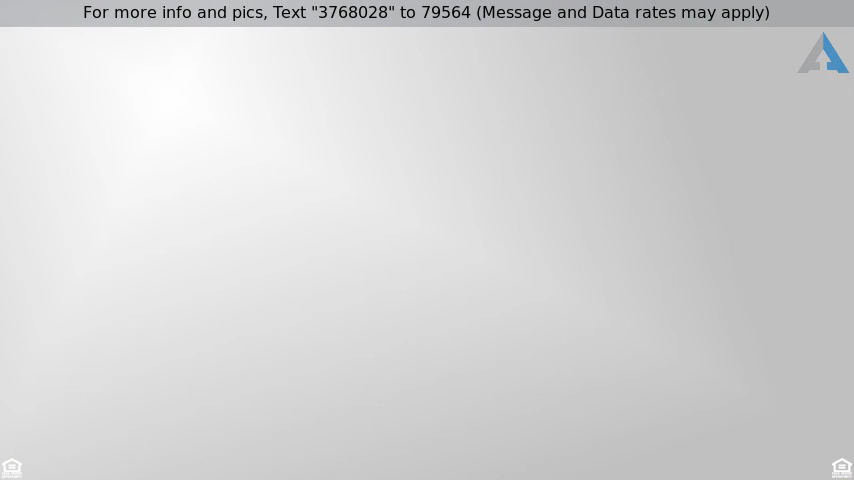 For more info and pics, Text "3768028" to 79564 (Message and Data rates may apply)